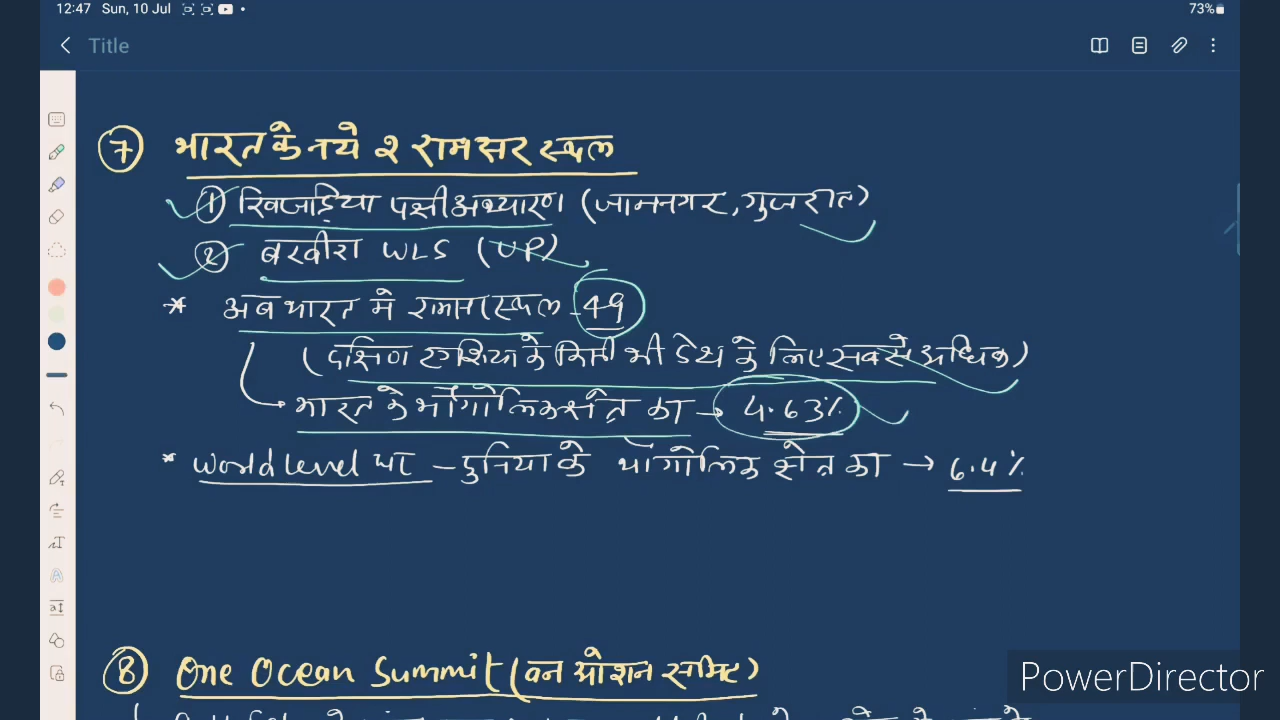 12:47 Sun, 10 Jul
73%
Title
7 भारत के नये 2 रामसर स्थल
1 खिजाड़िया पक्षी अभ्यारण (जामनगर, गुजरात)
2 बखीरा WLS (UP)
* अब भारत मे रामसर स्थल - 49
(दक्षिण एशिया के किसी भी देश के लिए सबसे अधिक)
भारत के भौगोलिक क्षेत्र का → 4.63%
* World Level पर - दुनिया के भौगोलिक क्षेत्र का → 6.4%
8 One Ocean Summit (वन ओशन समिट)
PowerDirector